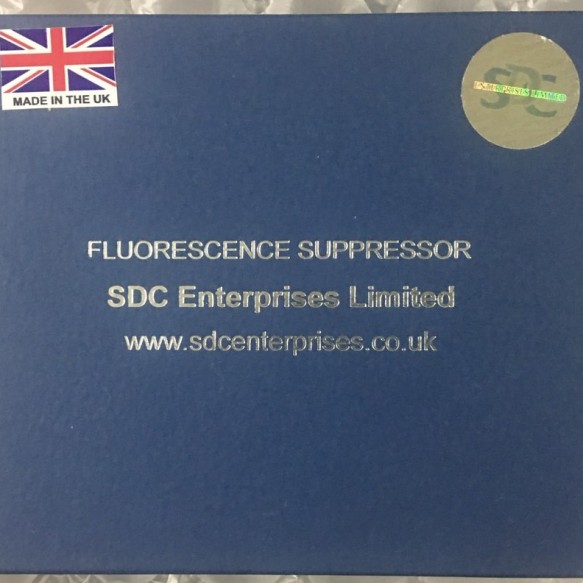 MADE IN THE UK
SDC
ENTERPRISES LIMITED
FLUORESCENCE SUPPRESSOR
SDC Enterprises Limited
www.sdcenterprises.co.uk